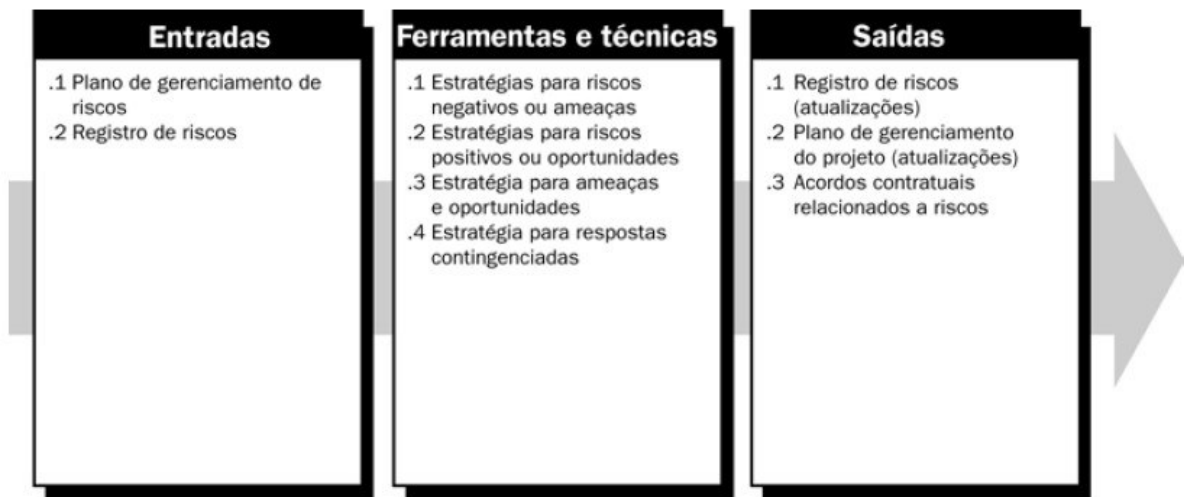 Entradas
.1 Plano de gerenciamento de
riscos
.2 Registro de riscos
Ferramentas e técnicas
.1 Estratégias para riscos
negativos ou ameaças
.2 Estratégias para riscos
positivos ou oportunidades
.3 Estratégia para ameaças
e oportunidades
.4 Estratégia para respostas
contingenciadas
Saídas
.1 Registro de riscos
(atualizações)
.2 Plano de gerenciamento
do projeto (atualizações)
.3 Acordos contratuais
relacionados a riscos